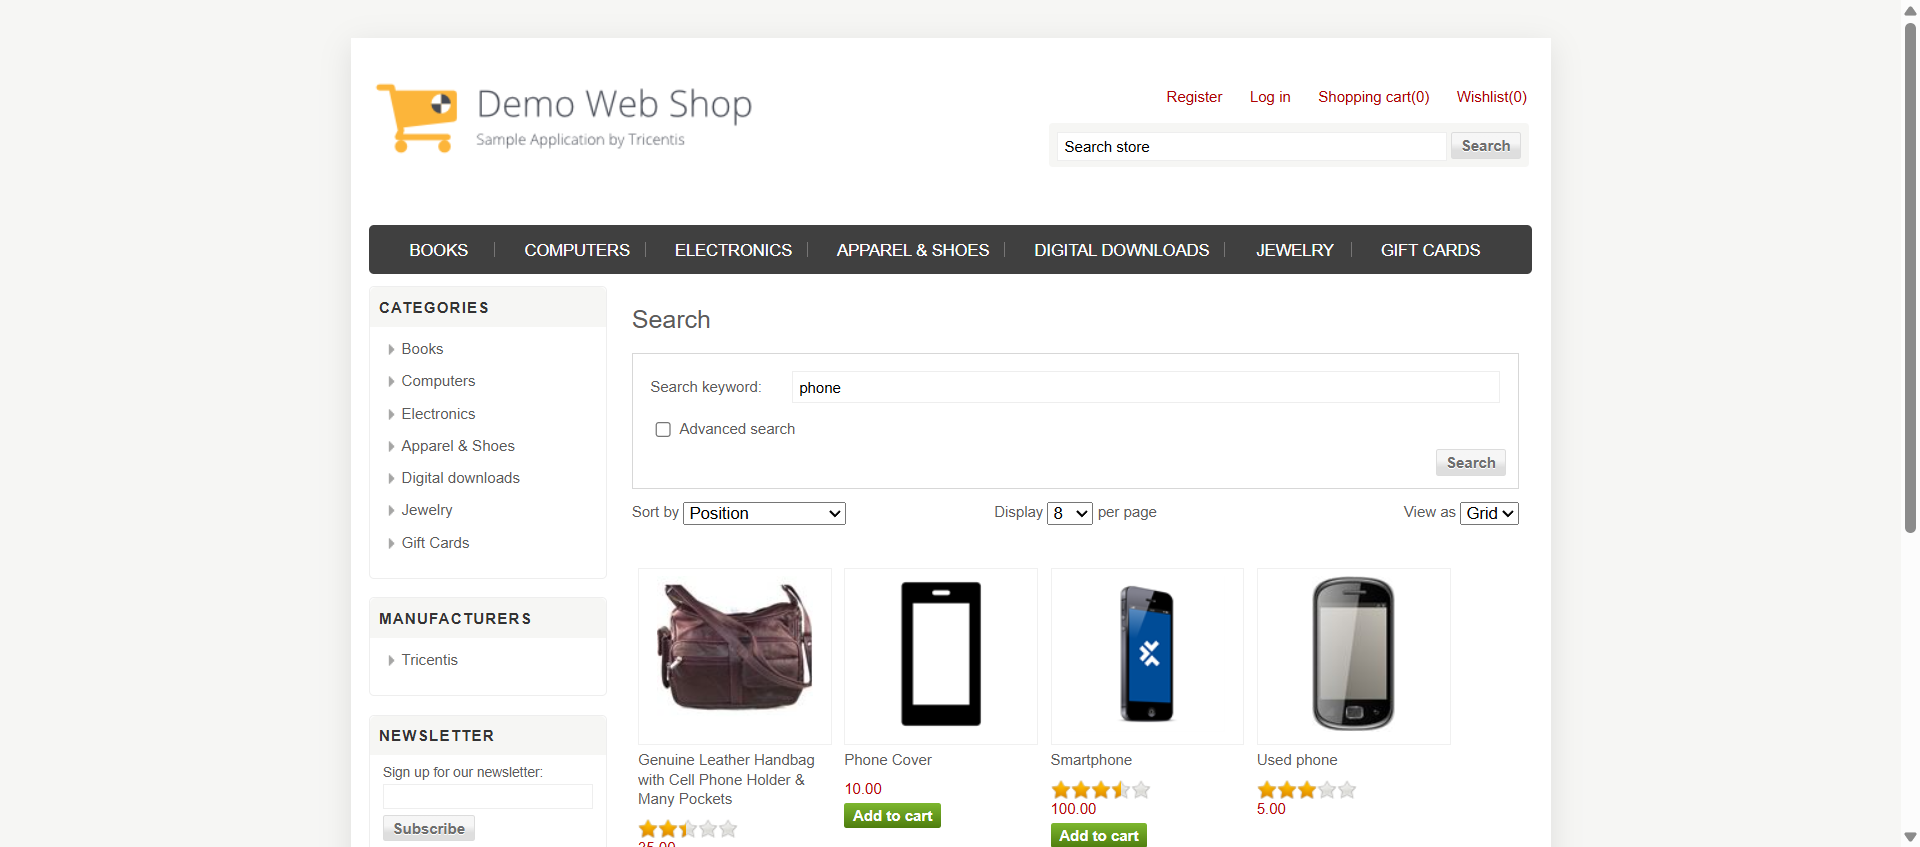 Demo Web Shop
Sample Application by Tricentis
Register Log in Shopping cart(0) Wishlist(0)
Search store Search
BOOKS COMPUTERS ELECTRONICS APPAREL & SHOES DIGITAL DOWNLOADS JEWELRY GIFT CARDS
CATEGORIES
Books
Computers
Electronics
Apparel & Shoes
Digital downloads
Jewelry
Gift Cards
MANUFACTURERS
Tricentis
NEWSLETTER
Sign up for our newsletter:
Subscribe
Search
Search keyword: phone
Advanced search
Search
Sort by Position Display 8 per page View as Grid
Genuine Leather Handbag
with Cell Phone Holder &
Many Pockets
Phone Cover
10.00
Add to cart
Smartphone
100.00
Add to cart
Used phone
5.00